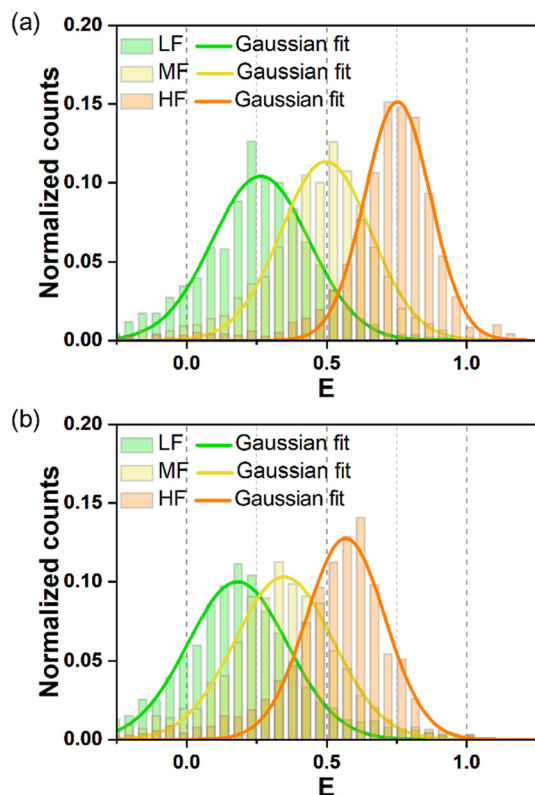 (a)
0.20
0.15
0.10
0.05
0.00
Normalized counts
LF Gaussian fit
MF Gaussian fit
HF Gaussian fit
0.0 0.5 1.0
E
(b)
0.20
0.15
0.10
0.05
0.00
Normalized counts
LF Gaussian fit
MF Gaussian fit
HF Gaussian fit
0.0 0.5 1.0
E